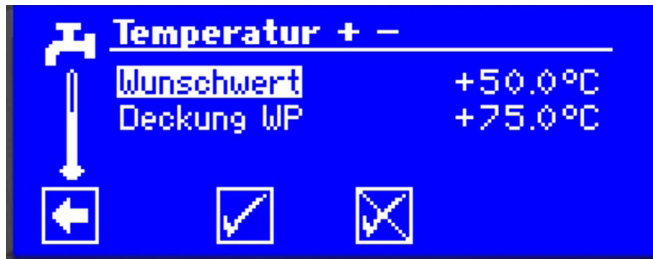 Temperatur + −
Wunschwert +50.0°C
Deckung WP +75.0°C